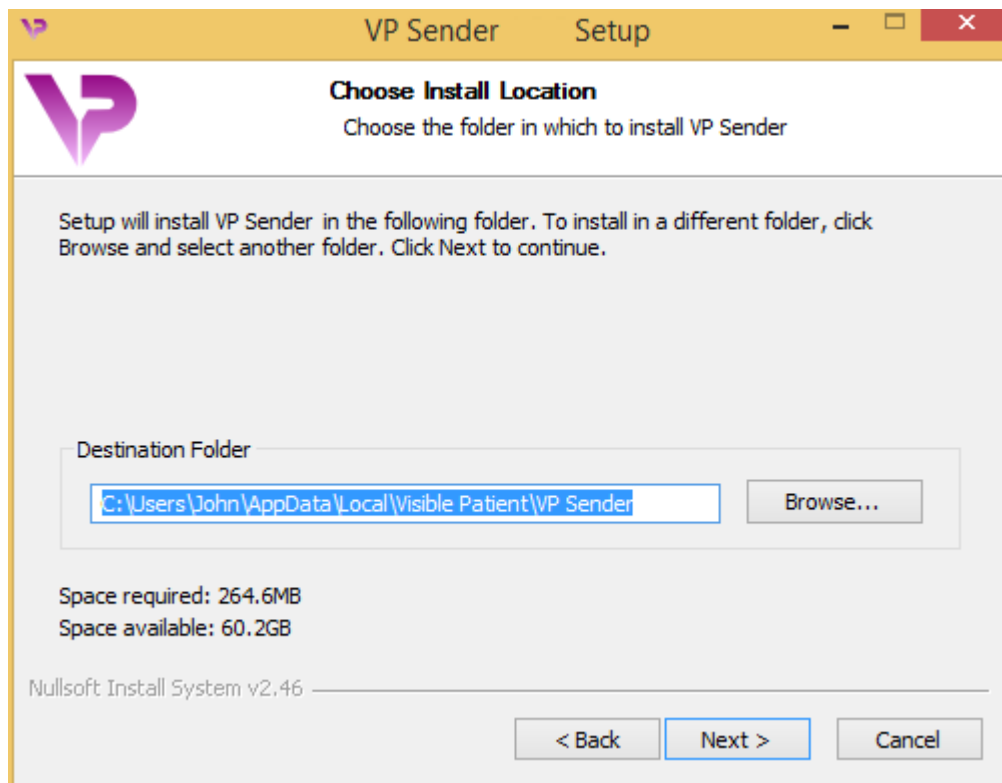 VP
VP Sender Setup
VP
Choose Install Location
Choose the folder in which to install VP Sender
Setup will install VP Sender in the following folder. To install in a different folder, click
Browse and select another folder. Click Next to continue.
Destination Folder
C:\Users\John\AppData\Local\Visible Patient\VP Sender
Browse...
Space required: 264.6MB
Space available: 60.2GB
Nullsoft Install System v2.46
< Back Next > Cancel